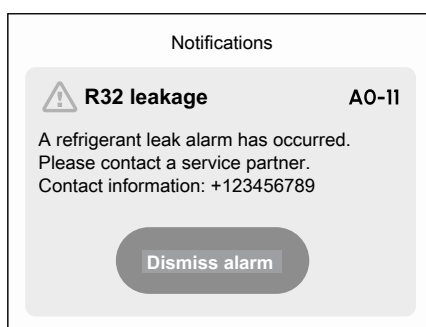 Notifications
R32 leakage A0-11
A refrigerant leak alarm has occurred.
Please contact a service partner.
Contact information: +123456789
Dismiss alarm